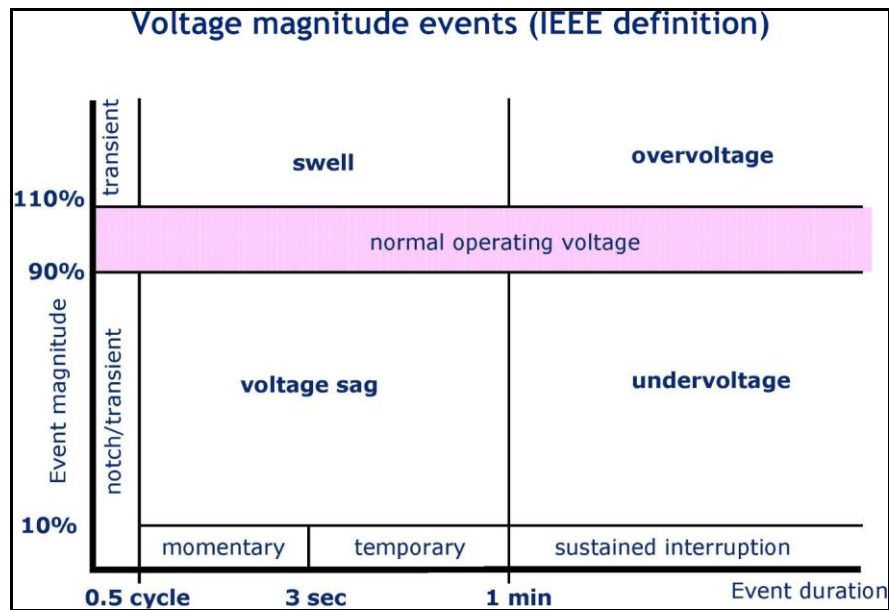 Voltage magnitude events (IEEE definition)
transient
swell
overvoltage
110%
normal operating voltage
90%
Event magnitude
notch/transient
voltage sag
undervoltage
10%
momentary
temporary
sustained interruption
0.5 cycle
3 sec
1 min
Event duration